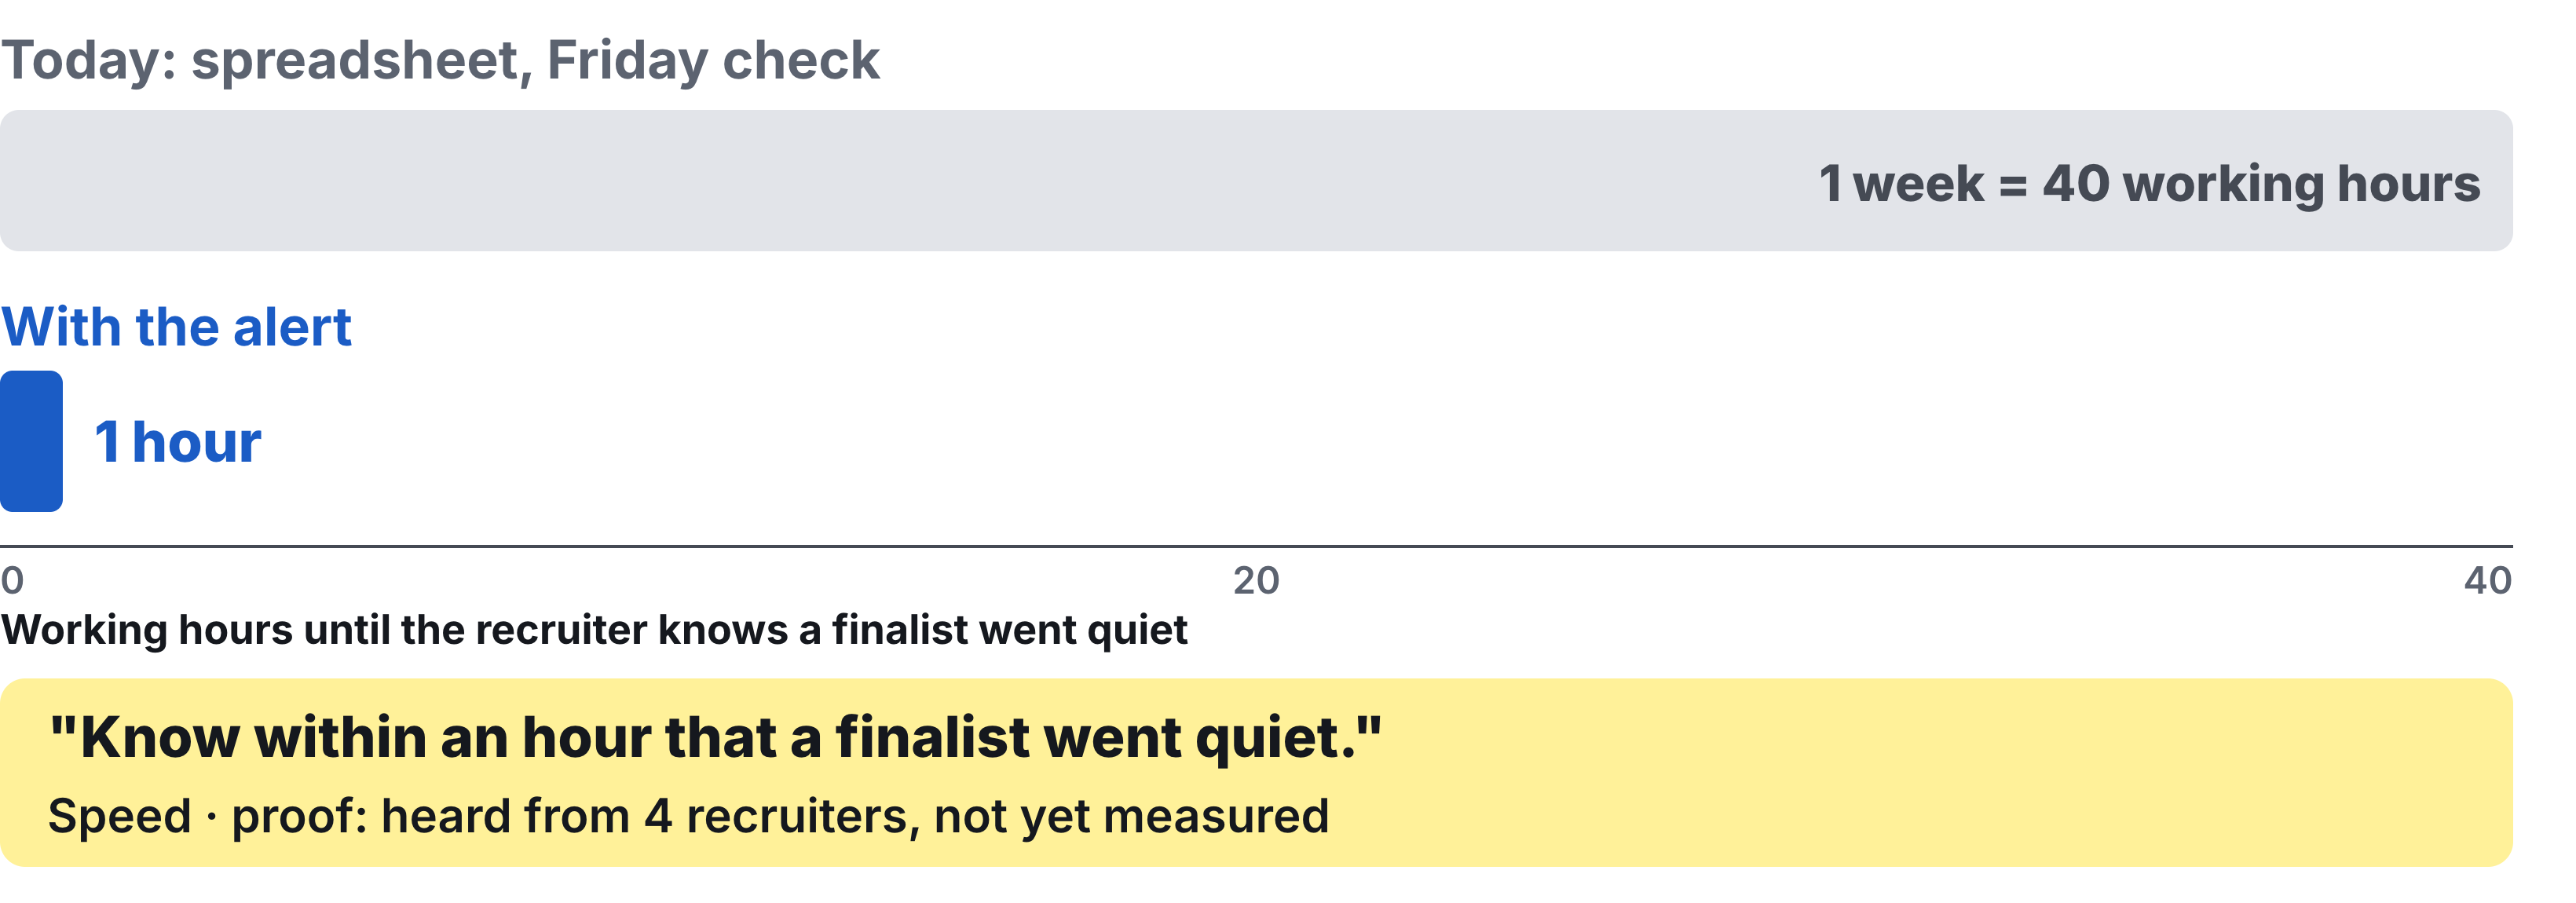 Today: spreadsheet, Friday check
1 week = 40 working hours
With the alert
1 hour
0 20 40
Working hours until the recruiter knows a finalist went quiet
"Know within an hour that a finalist went quiet."
Speed · proof: heard from 4 recruiters, not yet measured